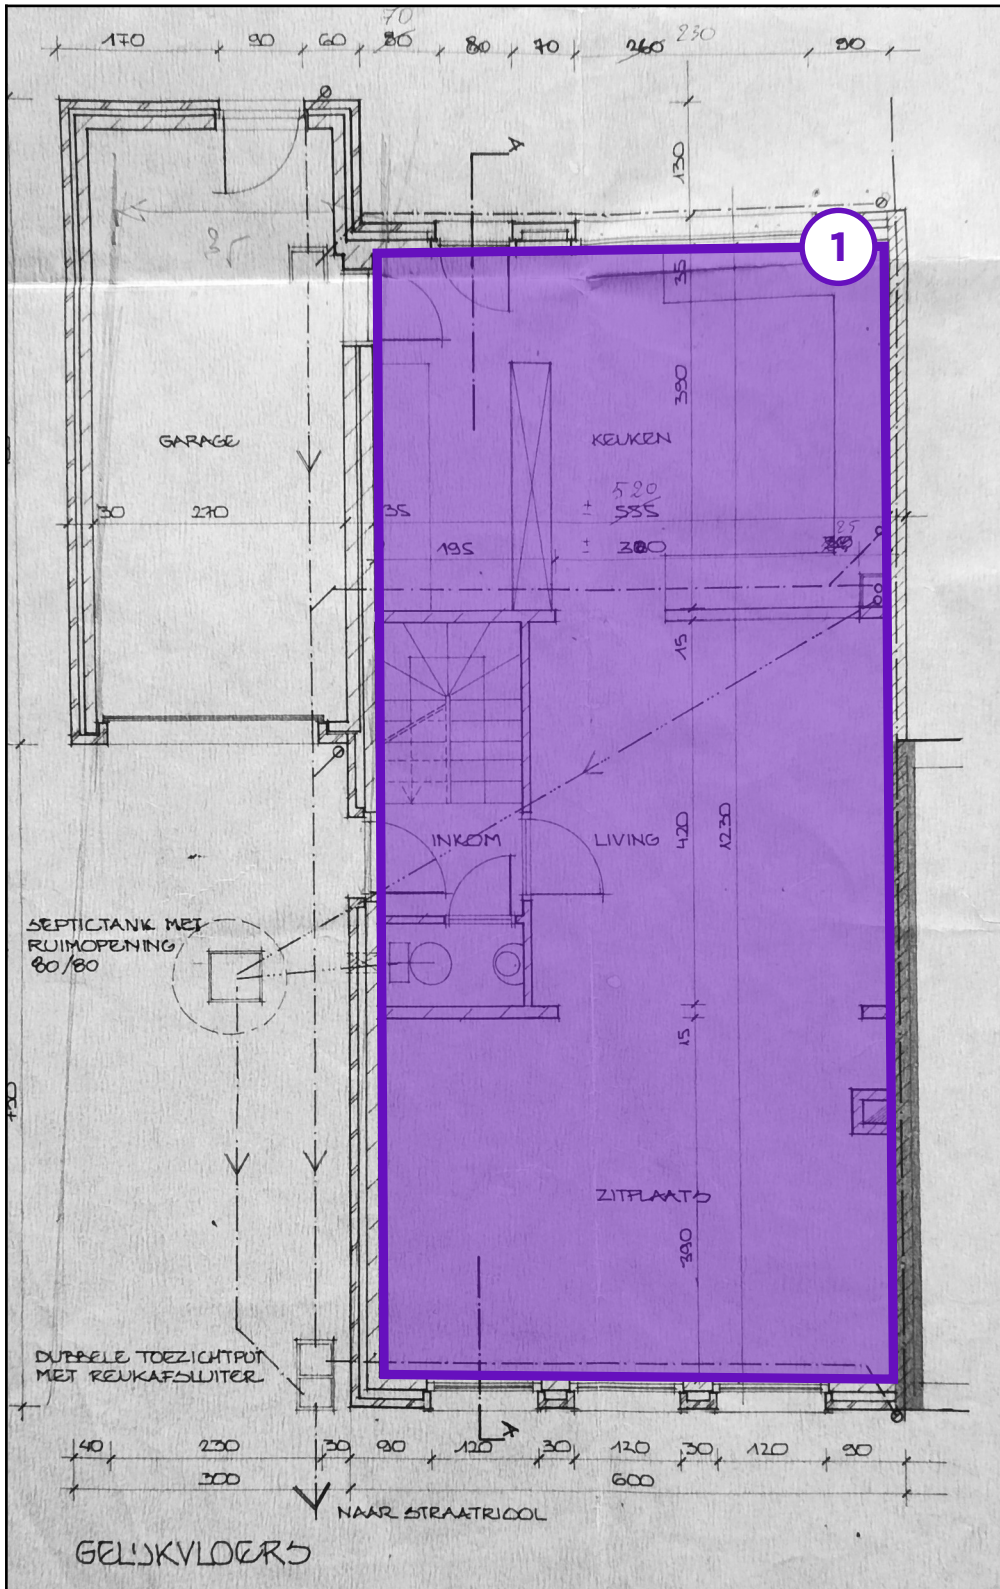 70
170 90 60 80 80 70 260 230 90
A
130
1
35
35
390
GARAGE
KEUKEN
520
30 270 35 ± 555
25
195 ± 300
15
INKOM LIVING
420
1230
SEPTICTANK MET
RUIMOPENING
80/80
15
ZITPLAATS
390
DUBBELE TOEZICHTPUT
MET REUKAFSLUITER
A
40 230 30 90 120 30 120 30 120 90
300 600
NAAR STRAATRIOOL
GELIJKVLOERS